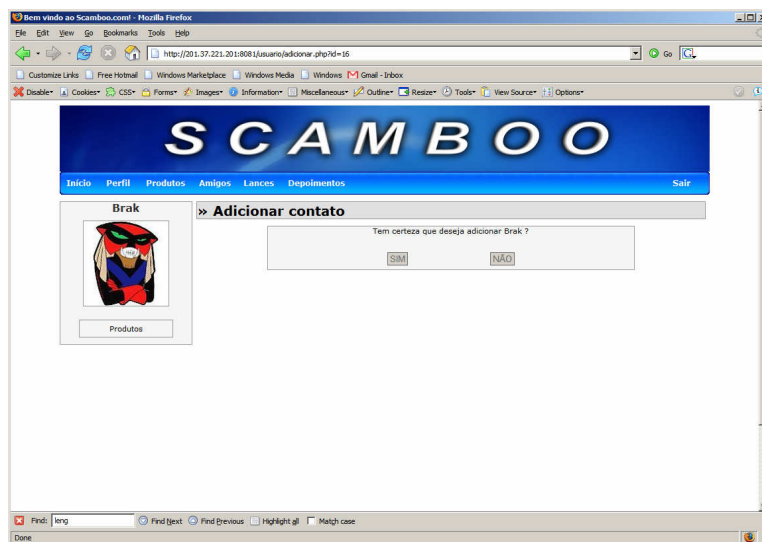 Bem vindo ao Scamboo.com! - Mozilla Firefox
File Edit View Go Bookmarks Tools Help
http://201.37.221.201:8081/usuario/adicionar.php?id=16 Go G
Customize Links Free Hotmail Windows Marketplace Windows Media Windows Gmail - Inbox
Disable Cookies CSS Forms Images Information Miscellaneous Outline Resize Tools View Source Options
SCAMBOO
Início Perfil Produtos Amigos Lances Depoimentos Sair
Brak
Produtos
» Adicionar contato
Tem certeza que deseja adicionar Brak ?
SIM NÃO
Find: leng Find Next Find Previous Highlight all Match case
Done